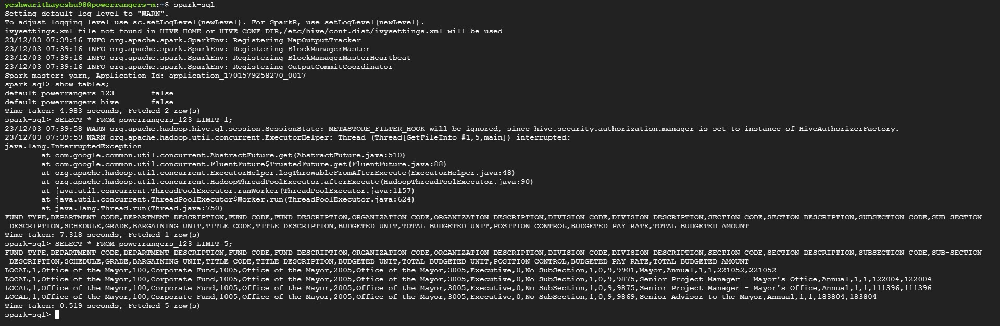 yeshwarithayeshu98@powerrangers-m:~$ spark-sql
Setting default log level to "WARN".
To adjust logging level use sc.setLogLevel(newLevel). For SparkR, use setLogLevel(newLevel).
ivysettings.xml file not found in HIVE_HOME or HIVE_CONF_DIR,/etc/hive/conf.dist/ivysettings.xml will be used
23/12/03 07:39:16 INFO org.apache.spark.SparkEnv: Registering MapOutputTracker
23/12/03 07:39:16 INFO org.apache.spark.SparkEnv: Registering BlockManagerMaster
23/12/03 07:39:16 INFO org.apache.spark.SparkEnv: Registering BlockManagerMasterHeartbeat
23/12/03 07:39:16 INFO org.apache.spark.SparkEnv: Registering OutputCommitCoordinator
Spark master: yarn, Application Id: application_1701579258270_0017
spark-sql> show tables;
default powerrangers_123        false
default powerrangers_hive       false
Time taken: 4.983 seconds, Fetched 2 row(s)
spark-sql> SELECT * FROM powerrangers_123 LIMIT 1;
23/12/03 07:39:58 WARN org.apache.hadoop.hive.ql.session.SessionState: METASTORE_FILTER_HOOK will be ignored, since hive.security.authorization.manager is set to instance of HiveAuthorizerFactory.
23/12/03 07:39:59 WARN org.apache.hadoop.util.concurrent.ExecutorHelper: Thread (Thread[GetFileInfo #1,5,main]) interrupted:
java.lang.InterruptedException
        at com.google.common.util.concurrent.AbstractFuture.get(AbstractFuture.java:510)
        at com.google.common.util.concurrent.FluentFuture$TrustedFuture.get(FluentFuture.java:88)
        at org.apache.hadoop.util.concurrent.ExecutorHelper.logThrowableFromAfterExecute(ExecutorHelper.java:48)
        at org.apache.hadoop.util.concurrent.HadoopThreadPoolExecutor.afterExecute(HadoopThreadPoolExecutor.java:90)
        at java.util.concurrent.ThreadPoolExecutor.runWorker(ThreadPoolExecutor.java:1157)
        at java.util.concurrent.ThreadPoolExecutor$Worker.run(ThreadPoolExecutor.java:624)
        at java.lang.Thread.run(Thread.java:750)
FUND TYPE,DEPARTMENT CODE,DEPARTMENT DESCRIPTION,FUND CODE,FUND DESCRIPTION,ORGANIZATION CODE,ORGANIZATION DESCRIPTION,DIVISION CODE,DIVISION DESCRIPTION,SECTION CODE,SECTION DESCRIPTION,SUBSECTION CODE,SUB-SECTION
 DESCRIPTION,SCHEDULE,GRADE,BARGAINING UNIT,TITLE CODE,TITLE DESCRIPTION,BUDGETED UNIT,TOTAL BUDGETED UNIT,POSITION CONTROL,BUDGETED PAY RATE,TOTAL BUDGETED AMOUNT
Time taken: 7.318 seconds, Fetched 1 row(s)
spark-sql> SELECT * FROM powerrangers_123 LIMIT 5;
FUND TYPE,DEPARTMENT CODE,DEPARTMENT DESCRIPTION,FUND CODE,FUND DESCRIPTION,ORGANIZATION CODE,ORGANIZATION DESCRIPTION,DIVISION CODE,DIVISION DESCRIPTION,SECTION CODE,SECTION DESCRIPTION,SUBSECTION CODE,SUB-SECTION
 DESCRIPTION,SCHEDULE,GRADE,BARGAINING UNIT,TITLE CODE,TITLE DESCRIPTION,BUDGETED UNIT,TOTAL BUDGETED UNIT,POSITION CONTROL,BUDGETED PAY RATE,TOTAL BUDGETED AMOUNT
LOCAL,1,Office of the Mayor,100,Corporate Fund,1005,Office of the Mayor,2005,Office of the Mayor,3005,Executive,0,No SubSection,1,0,9,9901,Mayor,Annual,1,1,221052,221052
LOCAL,1,Office of the Mayor,100,Corporate Fund,1005,Office of the Mayor,2005,Office of the Mayor,3005,Executive,0,No SubSection,1,0,9,9875,Senior Project Manager - Mayor's Office,Annual,1,1,122004,122004
LOCAL,1,Office of the Mayor,100,Corporate Fund,1005,Office of the Mayor,2005,Office of the Mayor,3005,Executive,0,No SubSection,1,0,9,9875,Senior Project Manager - Mayor's Office,Annual,1,1,111396,111396
LOCAL,1,Office of the Mayor,100,Corporate Fund,1005,Office of the Mayor,2005,Office of the Mayor,3005,Executive,0,No SubSection,1,0,9,9869,Senior Advisor to the Mayor,Annual,1,1,183804,183804
Time taken: 0.519 seconds, Fetched 5 row(s)
spark-sql>